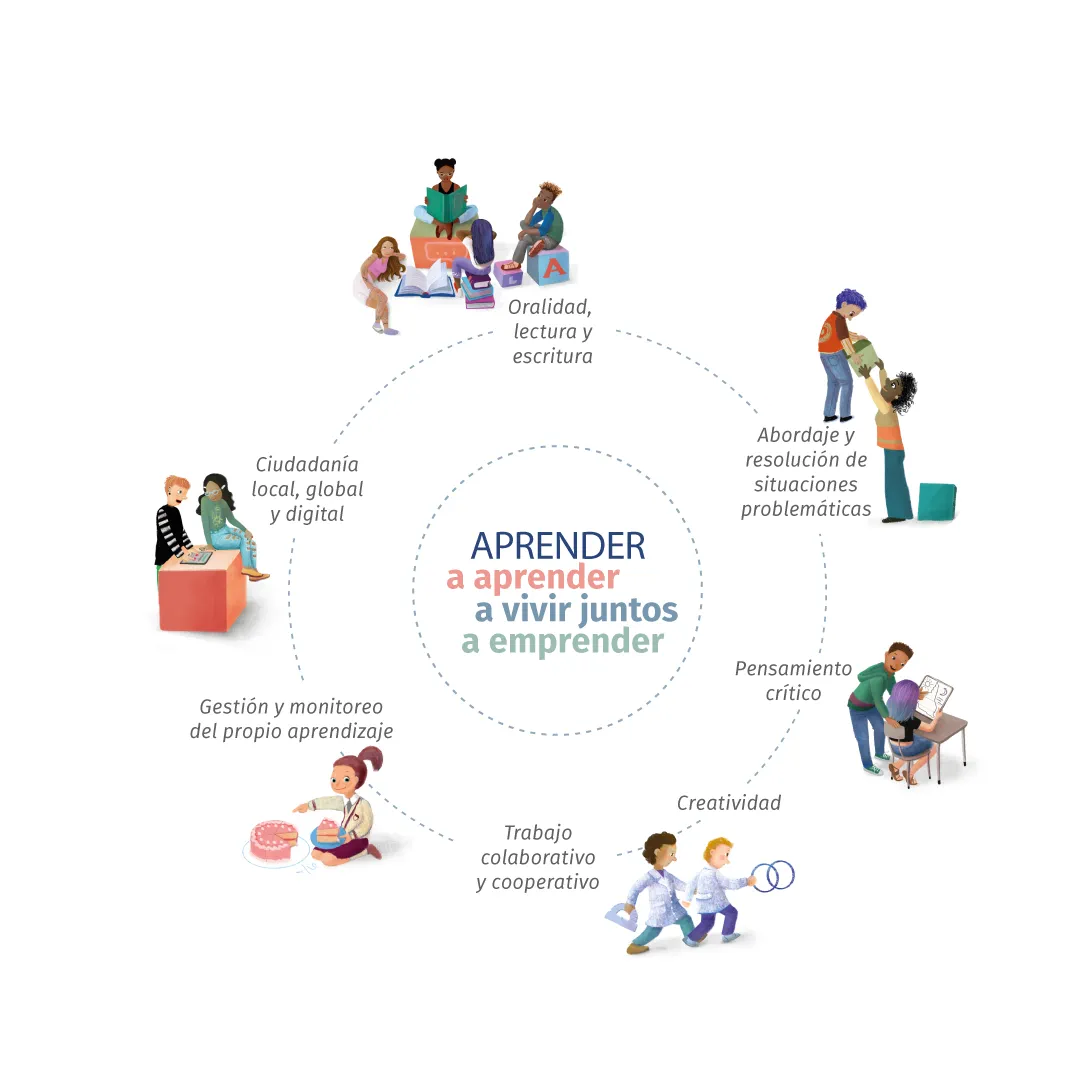 Oralidad,
lectura y
escritura
Abordaje y
resolución de
situaciones
problemáticas
Ciudadanía
local, global
y digital
APRENDER
a aprender
a vivir juntos
a emprender
Pensamiento
crítico
Gestión y monitoreo
del propio aprendizaje
Creatividad
Trabajo
colaborativo
y cooperativo
A
L